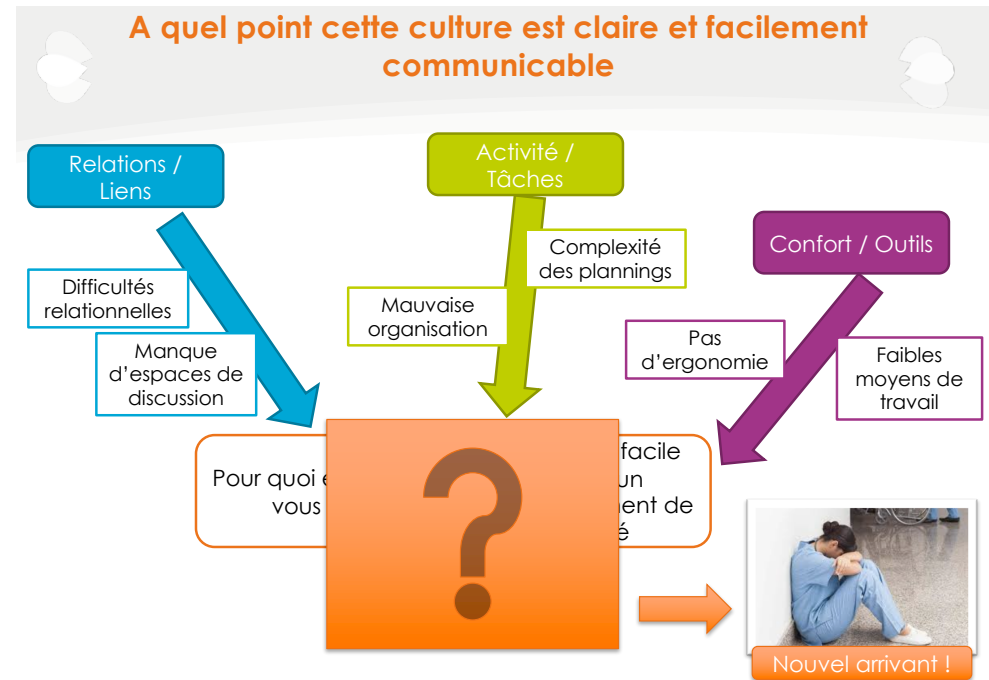 A quel point cette culture est claire et facilement
communicable
Relations /
Liens
Activité /
Tâches
Confort / Outils
Difficultés
relationnelles
Manque
d’espaces de
discussion
Mauvaise
organisation
Complexité
des plannings
Pas
d’ergonomie
Faibles
moyens de
travail
Pour quoi
vous
facile
un
de
?
Nouvel arrivant !